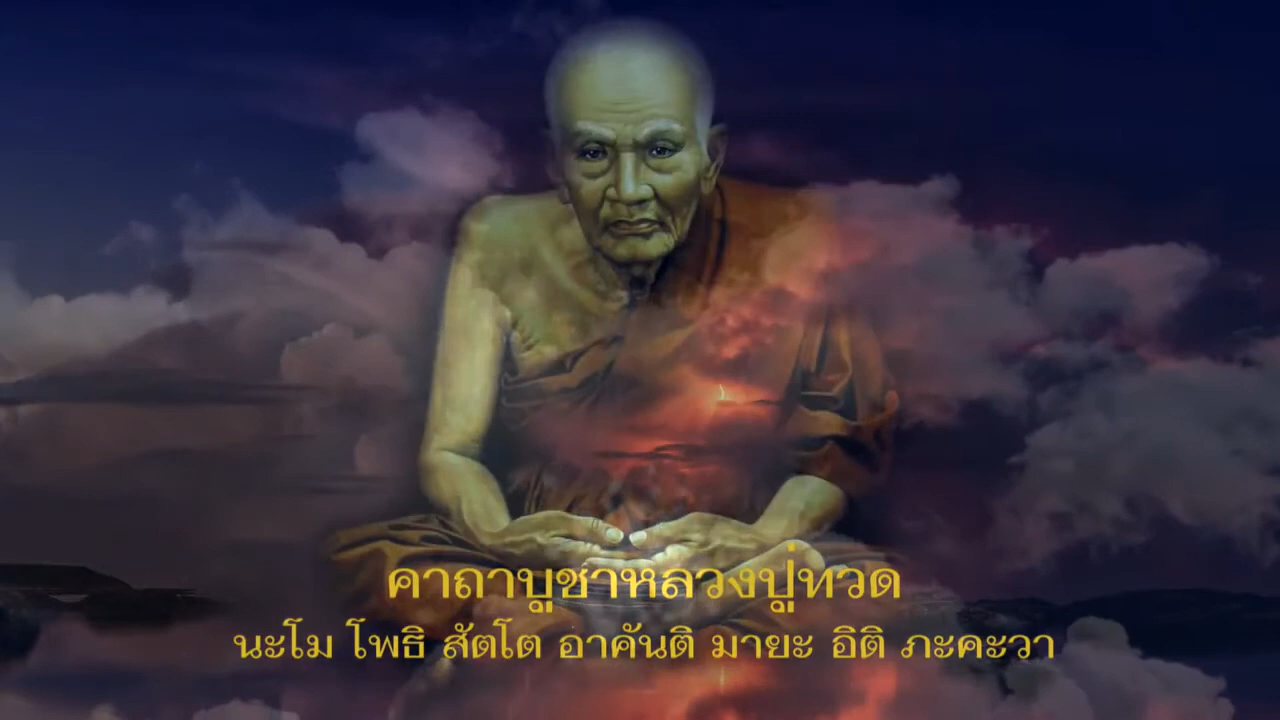 คาถาบูชาหลวงปู่ทวด
นะโม โพธิ สัตโต อาคันติ มายะ อิติ ภะคะวา